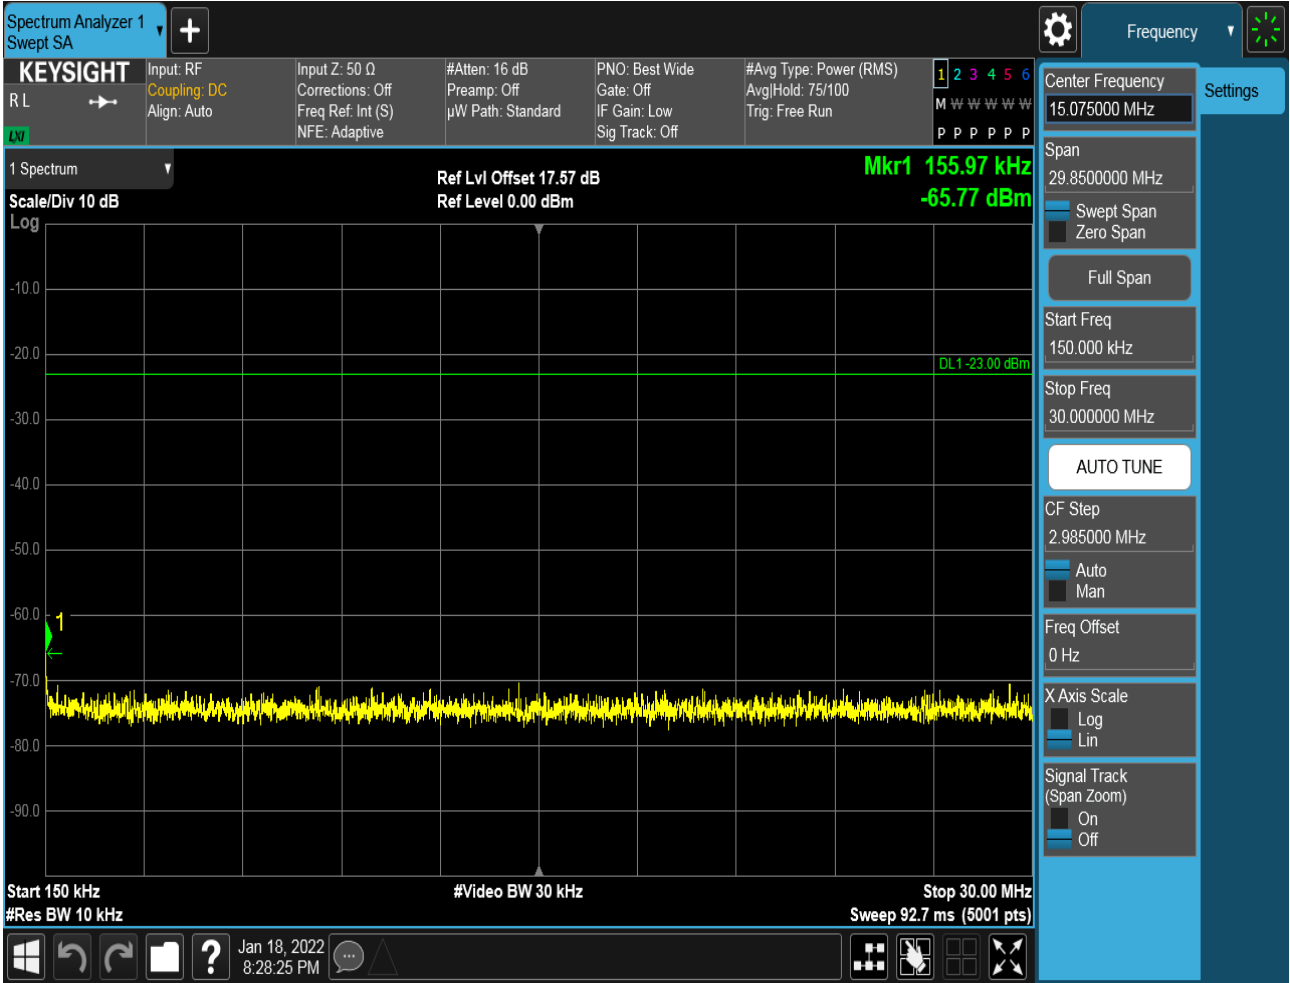 Spectrum Analyzer 1
Swept SA
Frequency
KEYSIGHT
R L
LXI
Input: RF
Coupling: DC
Align: Auto
Input Z: 50 Ω
Corrections: Off
Freq Ref: Int (S)
NFE: Adaptive
#Atten: 16 dB
Preamp: Off
µW Path: Standard
PNO: Best Wide
Gate: Off
IF Gain: Low
Sig Track: Off
#Avg Type: Power (RMS)
Avg|Hold: 75/100
Trig: Free Run
1 2 3 4 5 6
M W W W W W
P P P P P P
1 Spectrum
Scale/Div 10 dB
Log
Ref Lvl Offset 17.57 dB
Ref Level 0.00 dBm
Mkr1 155.97 kHz
-65.77 dBm
-10.0
-20.0
DL1 -23.00 dBm
-30.0
-40.0
-50.0
-60.0
1
-70.0
-80.0
-90.0
Start 150 kHz
#Res BW 10 kHz
#Video BW 30 kHz
Stop 30.00 MHz
Sweep 92.7 ms (5001 pts)
Jan 18, 2022
8:28:25 PM
Center Frequency
15.075000 MHz
Settings
Span
29.8500000 MHz
Swept Span
Zero Span
Full Span
Start Freq
150.000 kHz
Stop Freq
30.000000 MHz
AUTO TUNE
CF Step
2.985000 MHz
Auto
Man
Freq Offset
0 Hz
X Axis Scale
Log
Lin
Signal Track
(Span Zoom)
On
Off